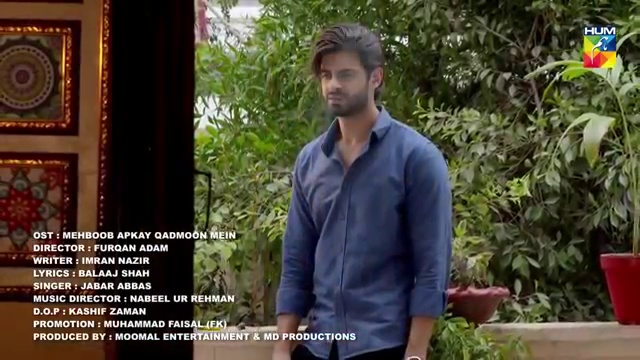 HUM
OST : MEHBOOB APKAY QADMOON MEIN
DIRECTOR : FURQAN ADAM
WRITER : IMRAN NAZIR
LYRICS : BALAAJ SHAH
SINGER : JABAR ABBAS
MUSIC DIRECTOR : NABEEL UR REHMAN
D.O.P : KASHIF ZAMAN
PROMOTION : MUHAMMAD FAISAL (FK)
PRODUCED BY : MOOMAL ENTERTAINMENT & MD PRODUCTIONS